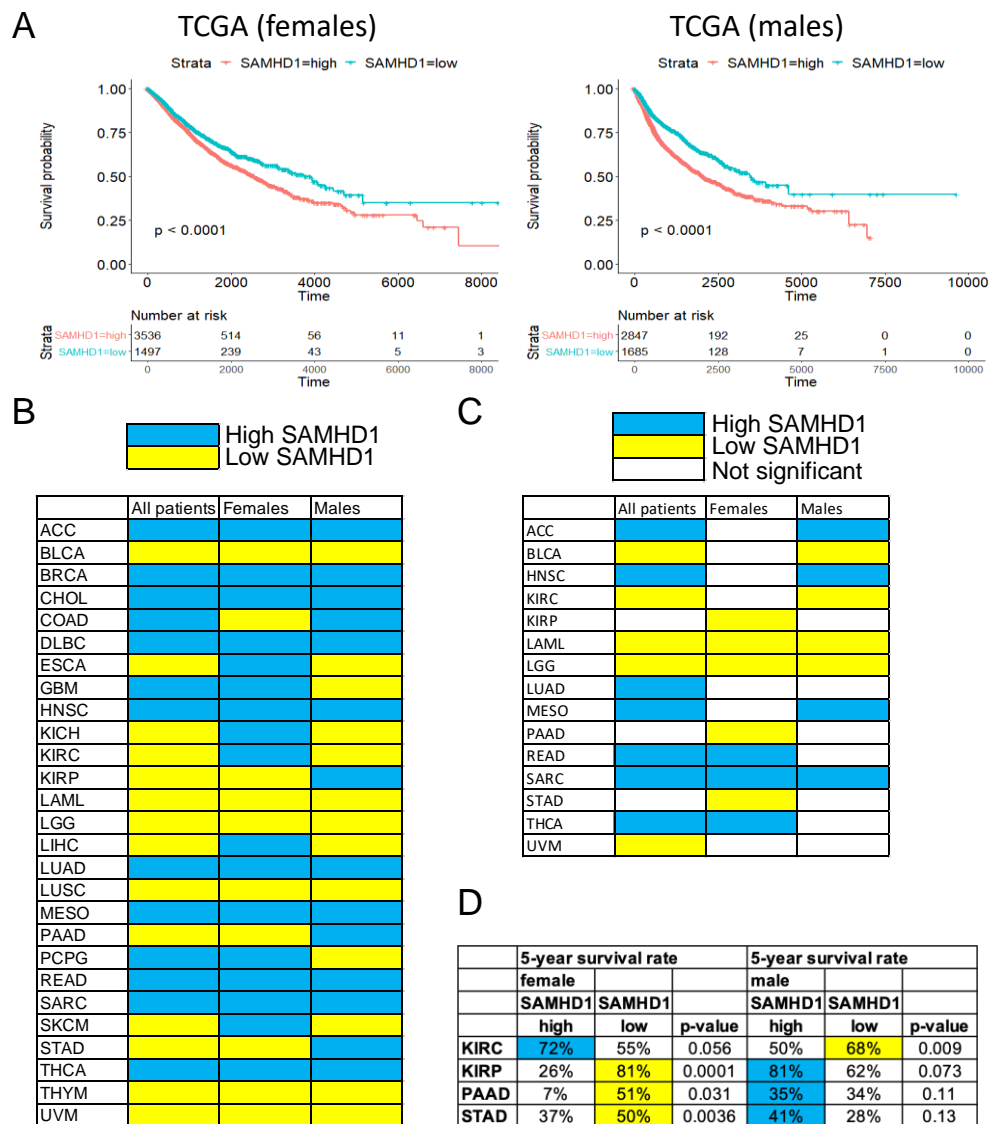 A
TCGA (females)
Strata SAMHD1=high SAMHD1=low
Survival probability
1.00
0.75
0.50
0.25
0.00
p < 0.0001
0 2000 4000 6000 8000
Time
Number at risk
Strata
SAMHD1=high 3536 514 56 11 1
SAMHD1=low 1497 239 43 5 3
0 2000 4000 6000 8000
Time
TCGA (males)
Strata SAMHD1=high SAMHD1=low
Survival probability
1.00
0.75
0.50
0.25
0.00
p < 0.0001
0 2500 5000 7500 10000
Time
Number at risk
Strata
SAMHD1=high 2847 192 25 0 0
SAMHD1=low 1685 128 7 1 0
0 2500 5000 7500 10000
Time
B
High SAMHD1
Low SAMHD1
All patients Females Males
ACC
BLCA
BRCA
CHOL
COAD
DLBC
ESCA
GBM
HNSC
KICH
KIRC
KIRP
LAML
LGG
LIHC
LUAD
LUSC
MESO
PAAD
PCPG
READ
SARC
SKCM
STAD
THCA
THYM
UVM
C
High SAMHD1
Low SAMHD1
Not significant
All patients Females Males
ACC
BLCA
HNSC
KIRC
KIRP
LAML
LGG
LUAD
MESO
PAAD
READ
SARC
STAD
THCA
UVM
D
5-year survival rate 5-year survival rate
female male
SAMHD1 SAMHD1 SAMHD1 SAMHD1
high low p-value high low p-value
KIRC 72% 55% 0.056 50% 68% 0.009
KIRP 26% 81% 0.0001 81% 62% 0.073
PAAD 7% 51% 0.031 35% 34% 0.11
STAD 37% 50% 0.0036 41% 28% 0.13